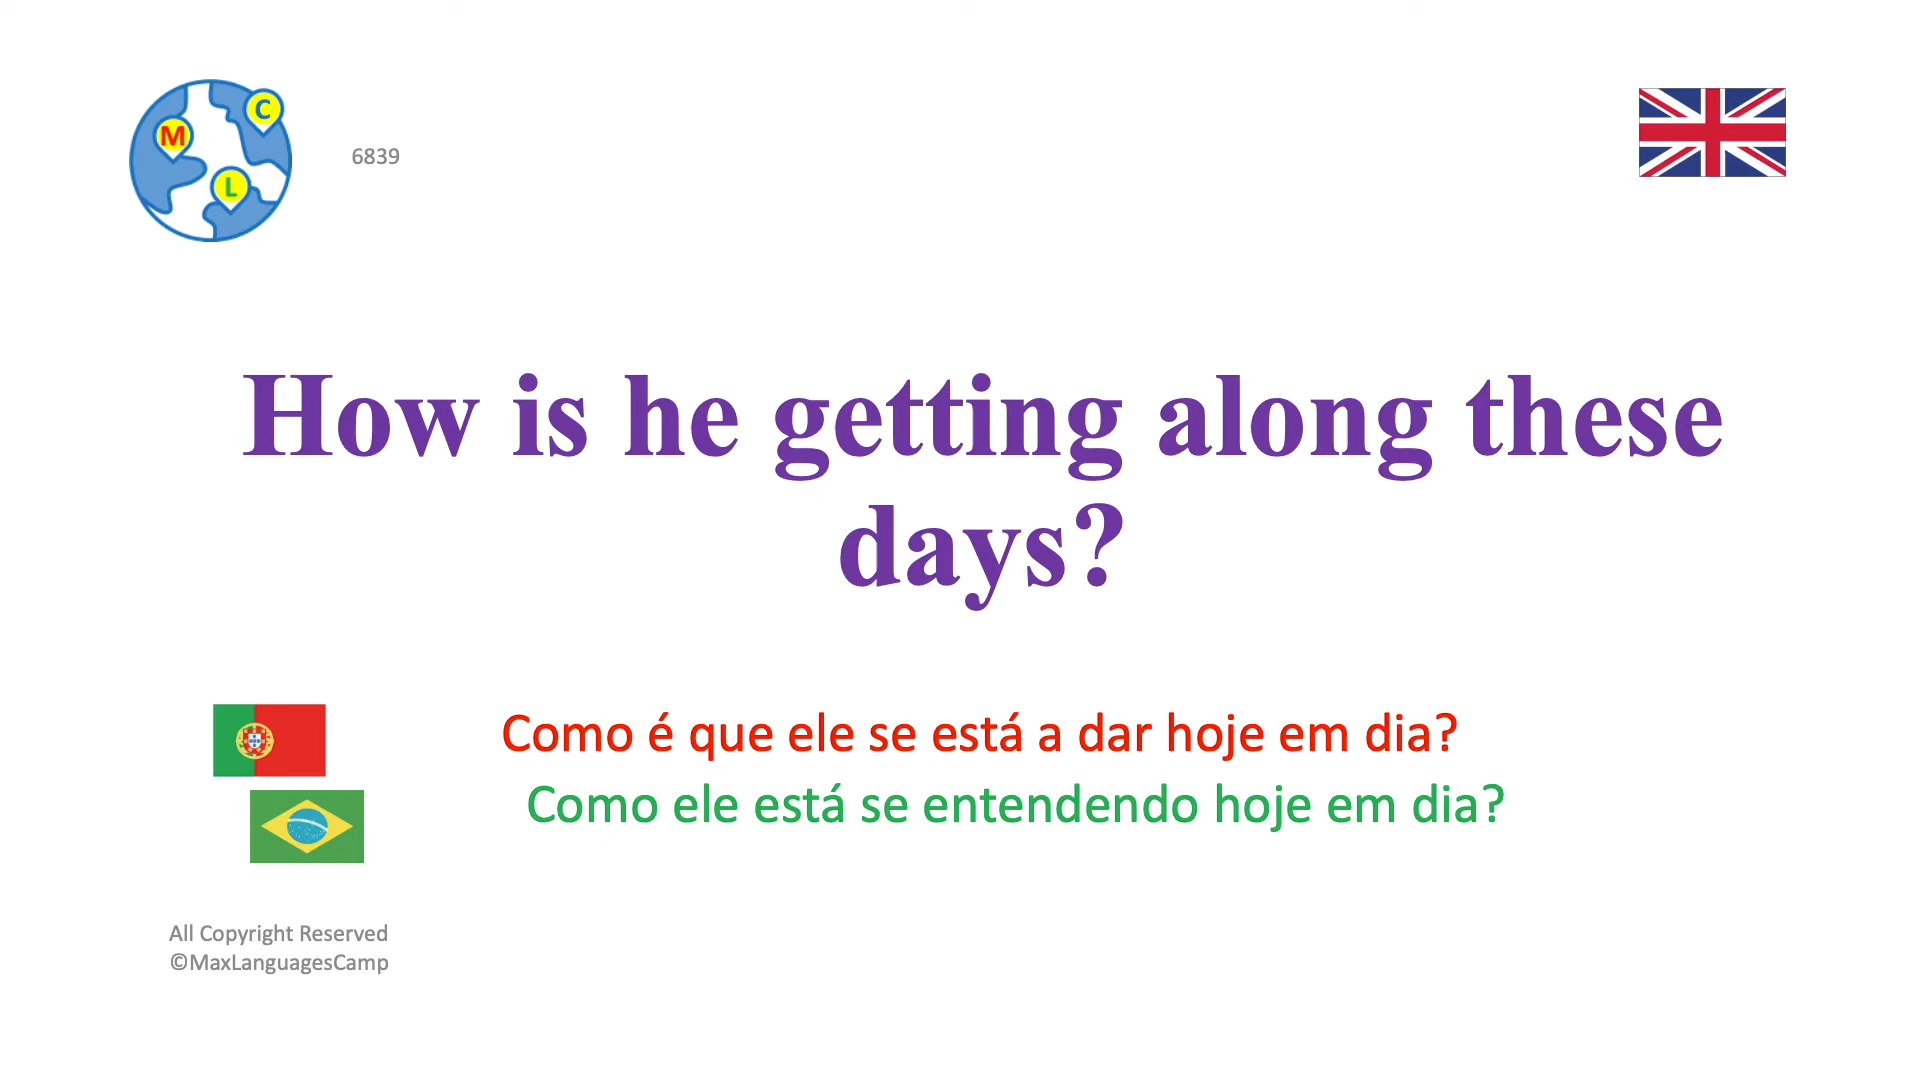 C
M
6839
L
How is he getting along these
days?
Como é que ele se está a dar hoje em dia?
Como ele está se entendendo hoje em dia?
All Copyright Reserved
©MaxLanguagesCamp